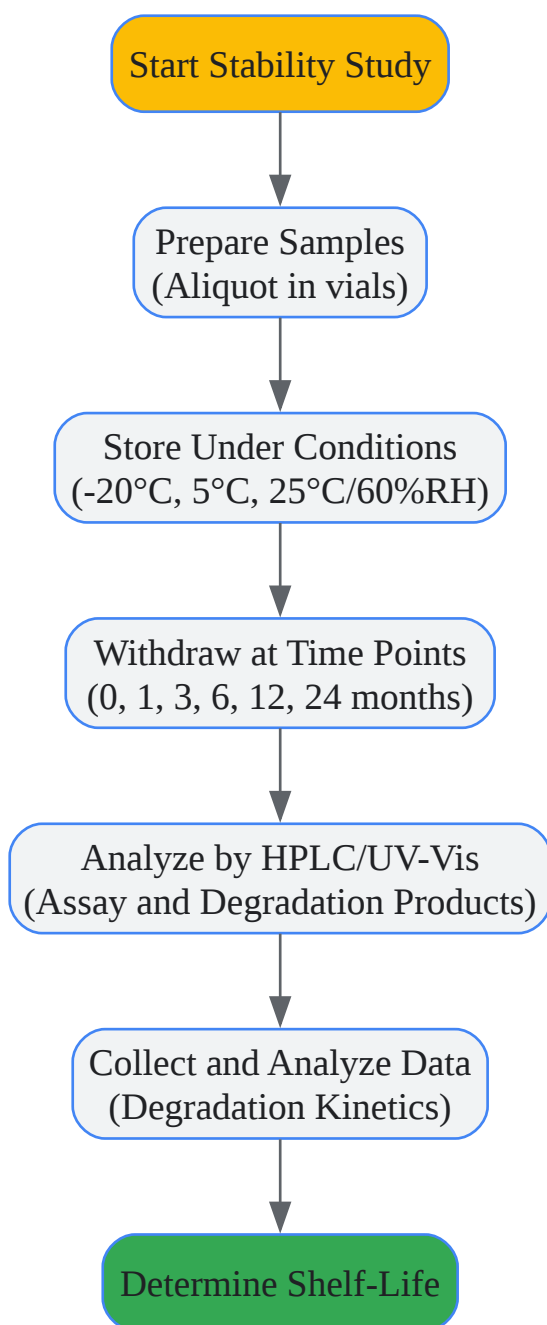 Start Stability Study
Prepare Samples
(Aliquot in vials)
Store Under Conditions
(-20°C, 5°C, 25°C/60%RH)
Withdraw at Time Points
(0, 1, 3, 6, 12, 24 months)
Analyze by HPLC/UV-Vis
(Assay and Degradation Products)
Collect and Analyze Data
(Degradation Kinetics)
Determine Shelf-Life